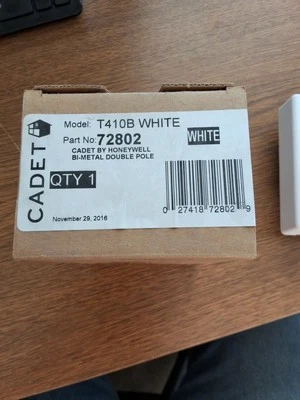 CADET
Model: T410B WHITE
Part No: 72802
WHITE
CADET BY HONEYWELL
BI-METAL DOUBLE POLE
QTY 1
0 27418 72802 9
November 29, 2016